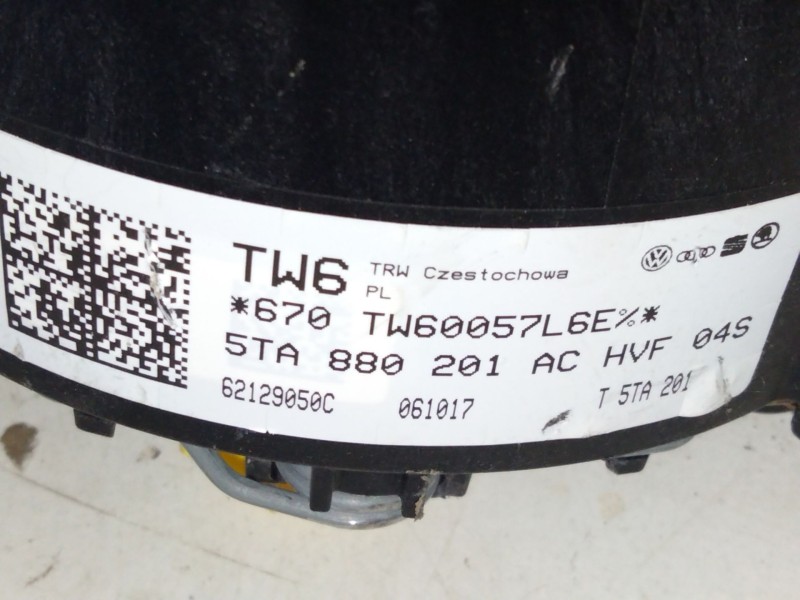 TW6 TRW Czestochowa
PL
*670 TW60057L6E%*
5TA 880 201 AC HVF 04S
62129050C 061017 T 5TA 201